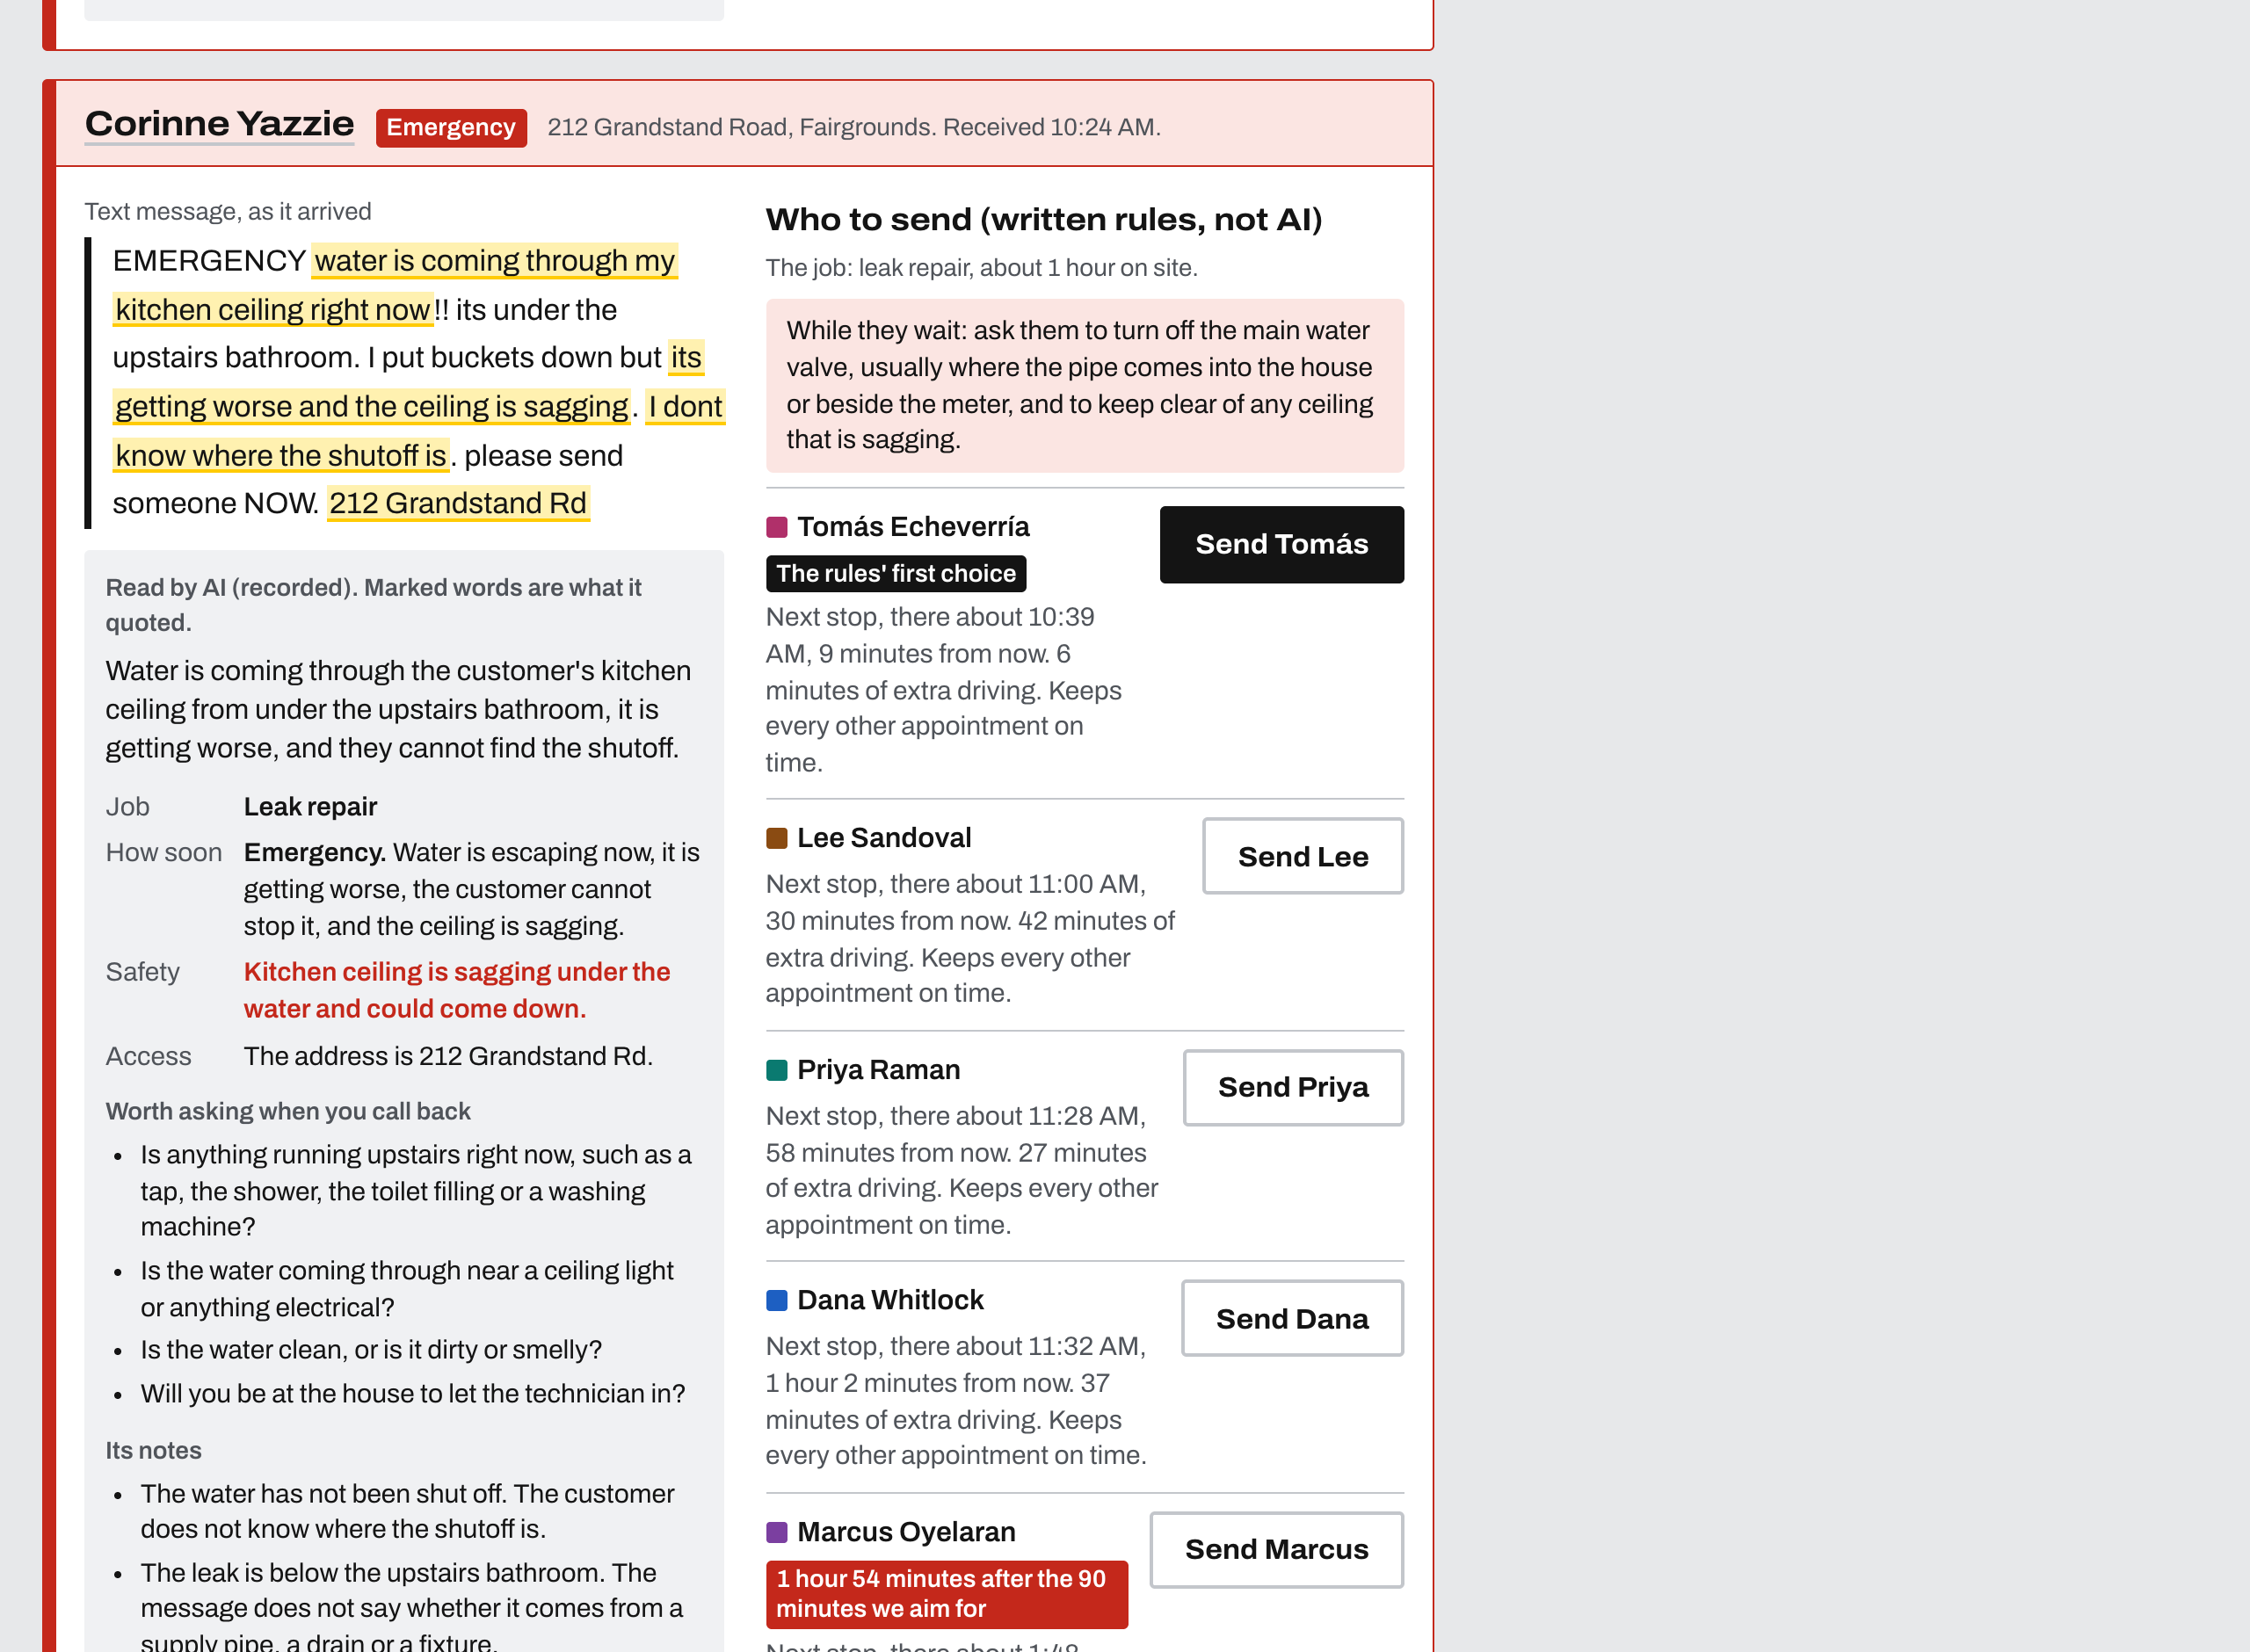 Corinne Yazzie Emergency 212 Grandstand Road, Fairgrounds. Received 10:24 AM.
Text message, as it arrived
EMERGENCY water is coming through my
kitchen ceiling right now!! its under the
upstairs bathroom. I put buckets down but its
getting worse and the ceiling is sagging. I dont
know where the shutoff is. please send
someone NOW. 212 Grandstand Rd
Read by AI (recorded). Marked words are what it
quoted.
Water is coming through the customer's kitchen
ceiling from under the upstairs bathroom, it is
getting worse, and they cannot find the shutoff.
Job Leak repair
How soon Emergency. Water is escaping now, it is
getting worse, the customer cannot
stop it, and the ceiling is sagging.
Safety Kitchen ceiling is sagging under the
water and could come down.
Access The address is 212 Grandstand Rd.
Worth asking when you call back
• Is anything running upstairs right now, such as a
tap, the shower, the toilet filling or a washing
machine?
• Is the water coming through near a ceiling light
or anything electrical?
• Is the water clean, or is it dirty or smelly?
• Will you be at the house to let the technician in?
Its notes
• The water has not been shut off. The customer
does not know where the shutoff is.
• The leak is below the upstairs bathroom. The
message does not say whether it comes from a
supply pipe, a drain or a fixture.
Who to send (written rules, not AI)
The job: leak repair, about 1 hour on site.
While they wait: ask them to turn off the main water
valve, usually where the pipe comes into the house
or beside the meter, and to keep clear of any ceiling
that is sagging.
Tomás Echeverría
Send Tomás
The rules' first choice
Next stop, there about 10:39
AM, 9 minutes from now. 6
minutes of extra driving. Keeps
every other appointment on
time.
Lee Sandoval
Send Lee
Next stop, there about 11:00 AM,
30 minutes from now. 42 minutes of
extra driving. Keeps every other
appointment on time.
Priya Raman
Send Priya
Next stop, there about 11:28 AM,
58 minutes from now. 27 minutes
of extra driving. Keeps every other
appointment on time.
Dana Whitlock
Send Dana
Next stop, there about 11:32 AM,
1 hour 2 minutes from now. 37
minutes of extra driving. Keeps
every other appointment on time.
Marcus Oyelaran
Send Marcus
1 hour 54 minutes after the 90
minutes we aim for
Next stop, there about 1:48